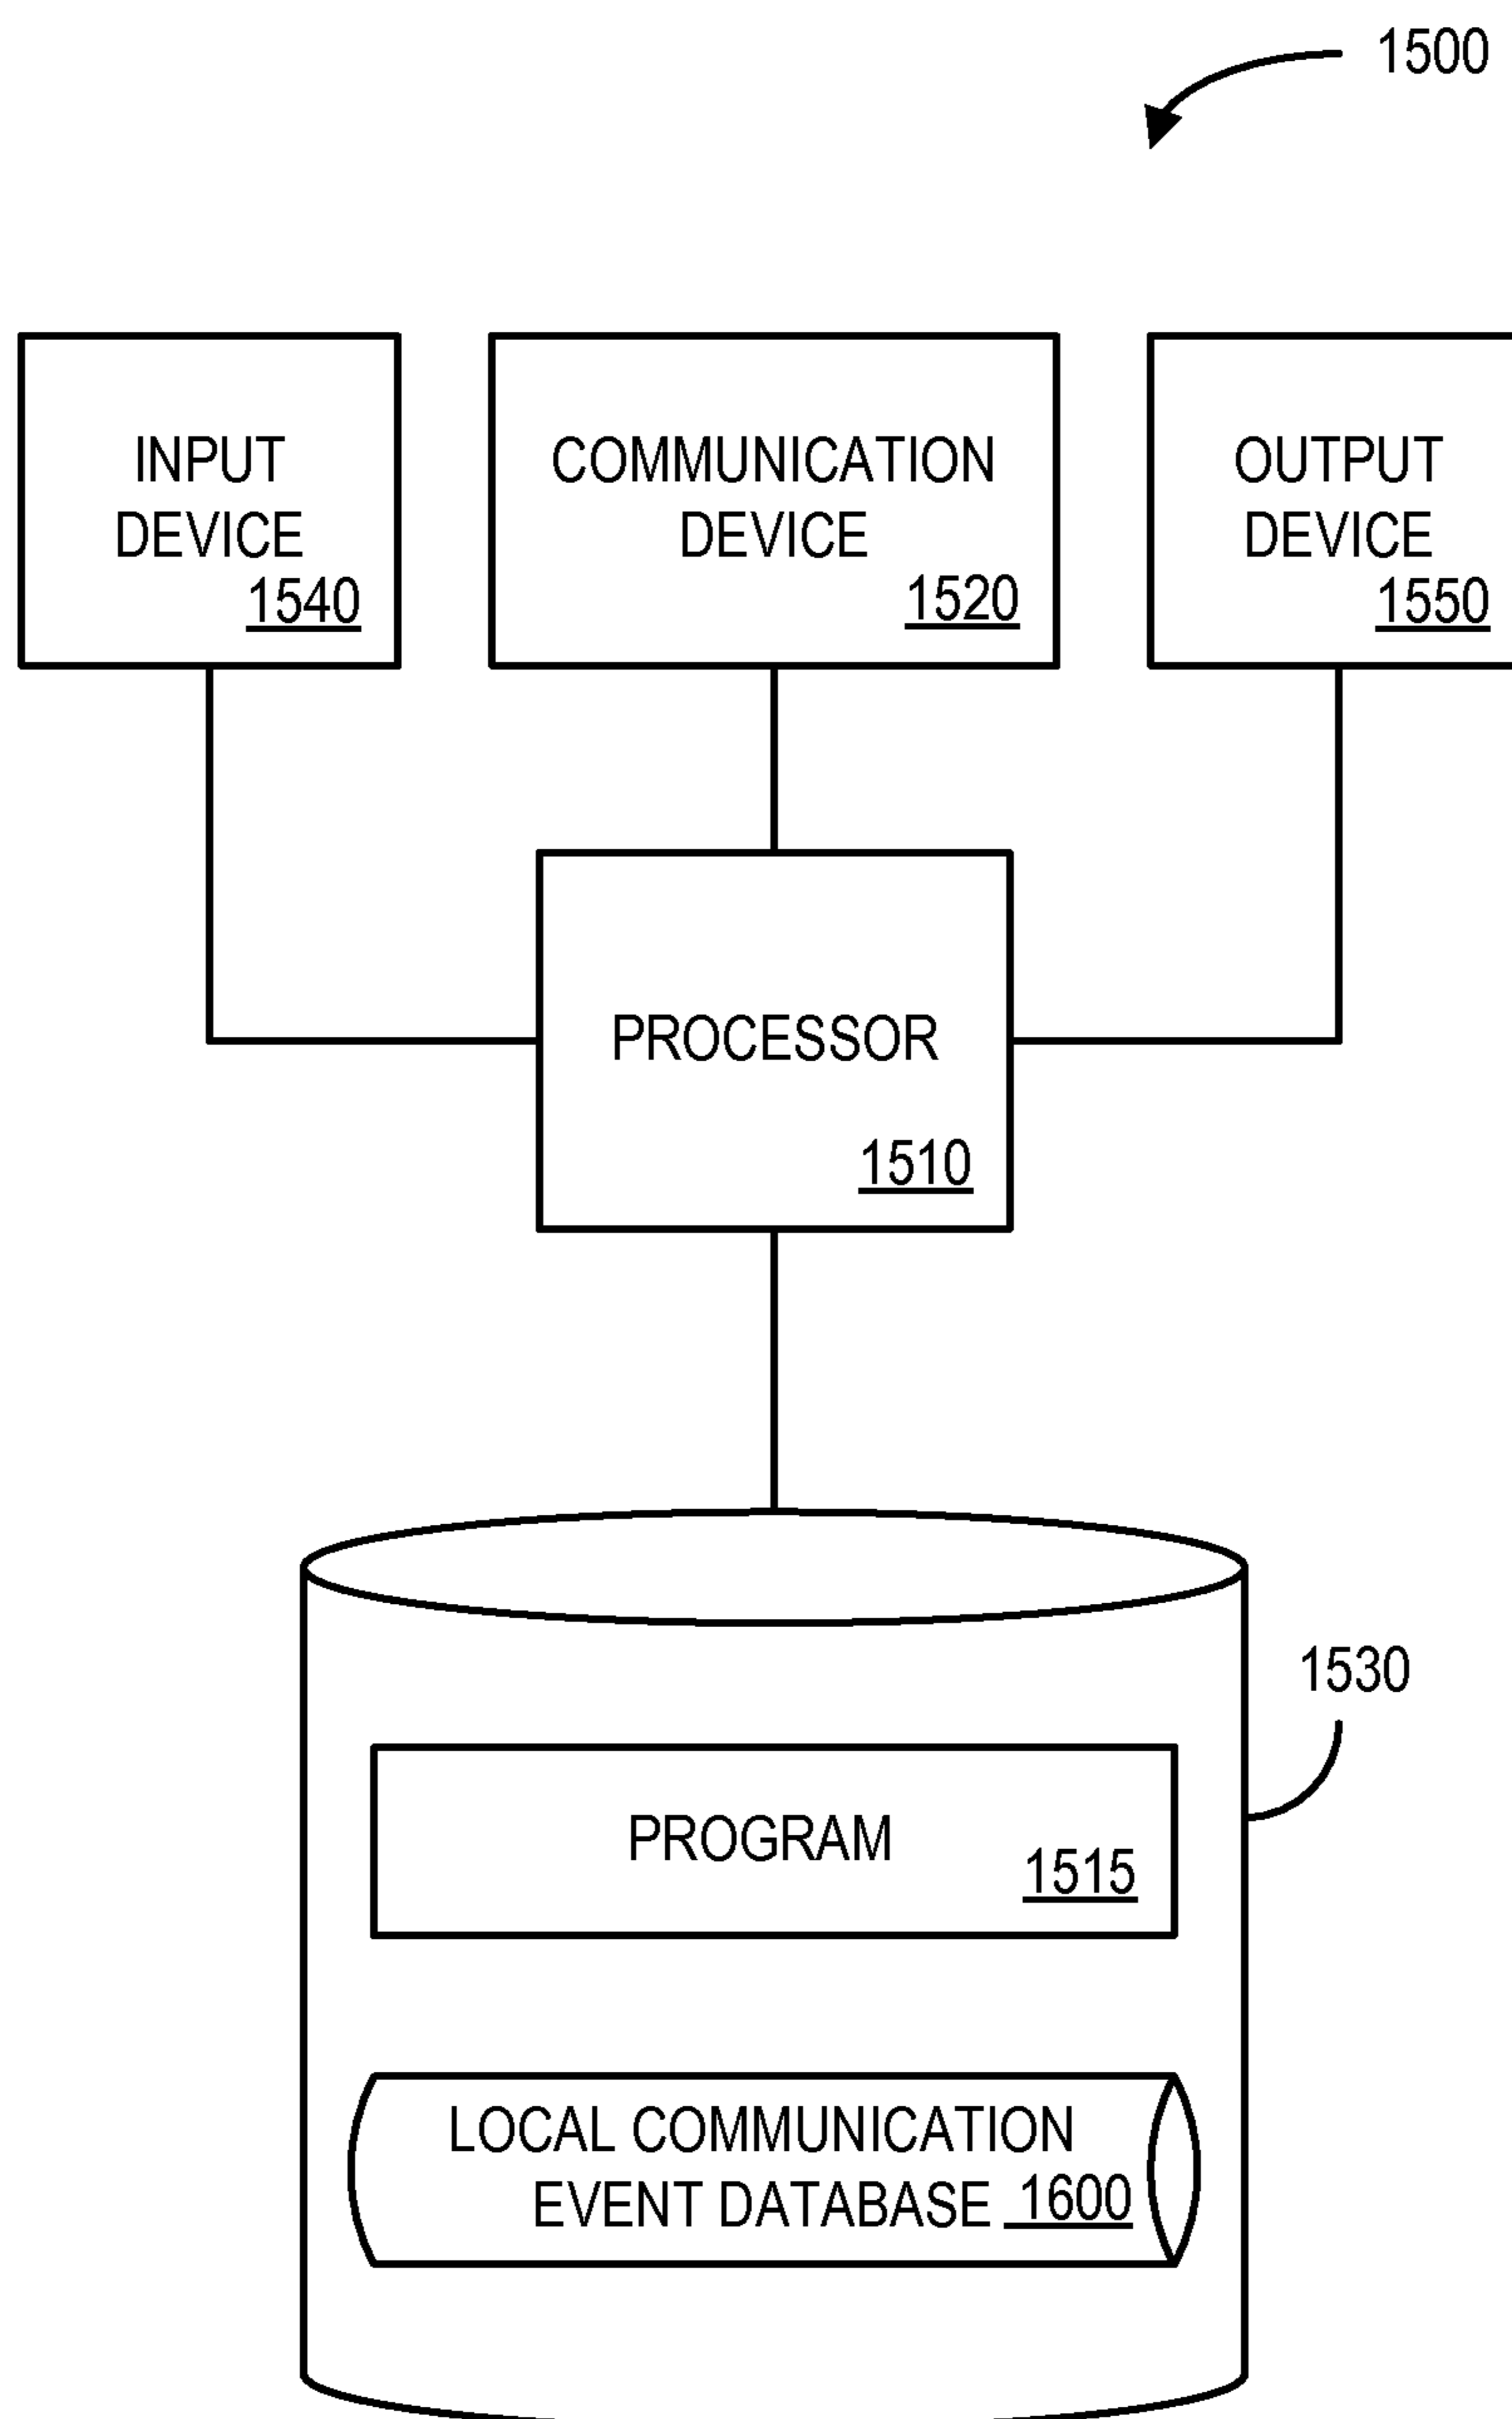 1500
INPUT
DEVICE
1540
COMMUNICATION
DEVICE
1520
OUTPUT
DEVICE
1550
PROCESSOR
1510
1530
PROGRAM
1515
LOCAL COMMUNICATION
EVENT DATABASE 1600